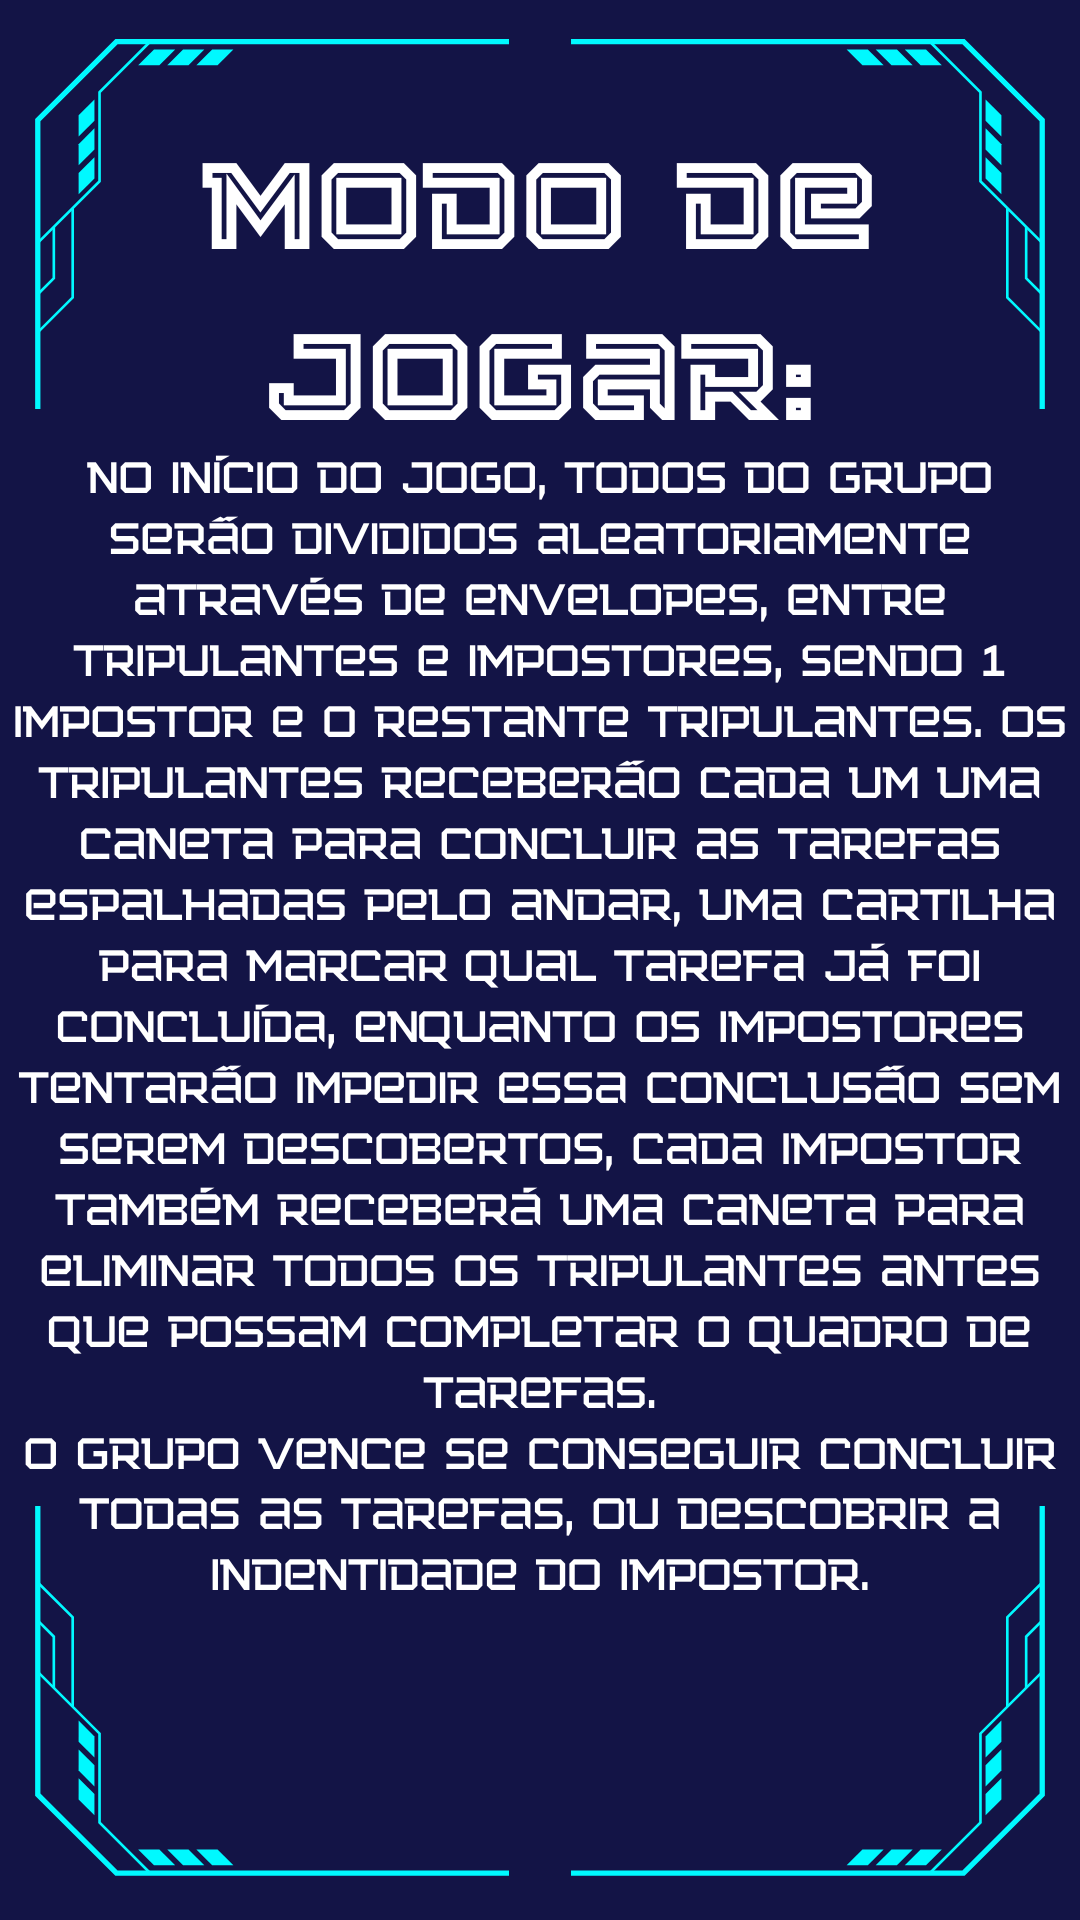 MODO DE
JOGAR:
NO INÍCIO DO JOGO, TODOS DO GRUPO
SERÃO DIVIDIDOS ALEATORIAMENTE
ATRAVÉS DE ENVELOPES, ENTRE
TRIPULANTES E IMPOSTORES, SENDO 1
IMPOSTOR E O RESTANTE TRIPULANTES. OS
TRIPULANTES RECEBERÃO CADA UM UMA
CANETA PARA CONCLUIR AS TAREFAS
ESPALHADAS PELO ANDAR, UMA CARTILHA
PARA MARCAR QUAL TAREFA JÁ FOI
CONCLUÍDA, ENQUANTO OS IMPOSTORES
TENTARÃO IMPEDIR ESSA CONCLUSÃO SEM
SEREM DESCOBERTOS, CADA IMPOSTOR
TAMBÉM RECEBERÁ UMA CANETA PARA
ELIMINAR TODOS OS TRIPULANTES ANTES
QUE POSSAM COMPLETAR O QUADRO DE
TAREFAS.
O GRUPO VENCE SE CONSEGUIR CONCLUIR
TODAS AS TAREFAS, OU DESCOBRIR A
INDENTIDADE DO IMPOSTOR.